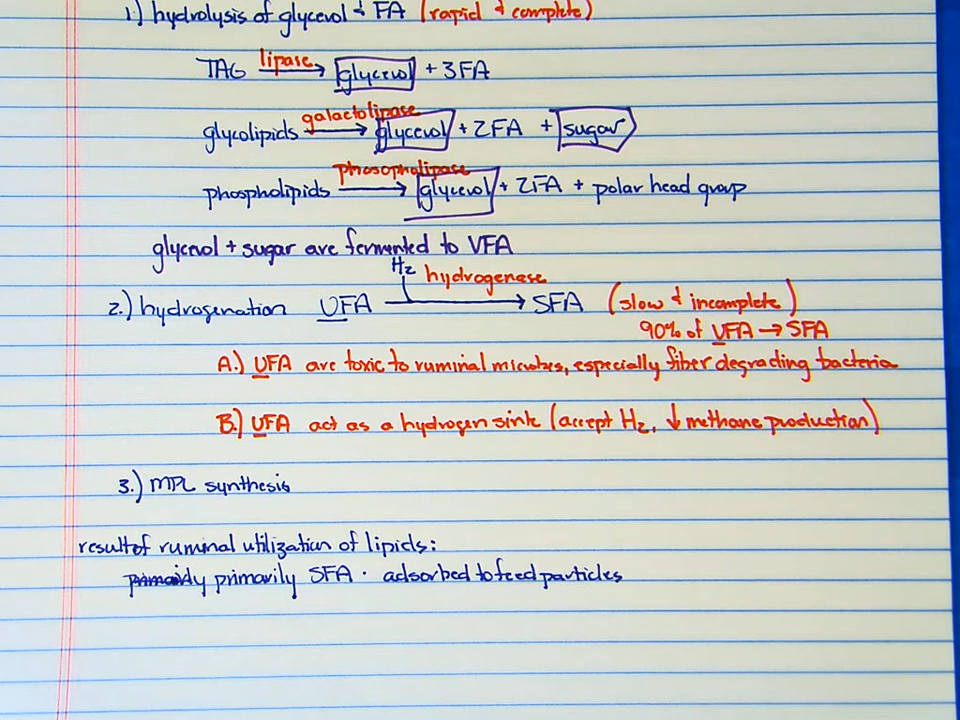 1.) hydrolysis of glycerol & FA (rapid & complete)
TAG lipase→ glycerol + 3FA
glycolipids galactolipase→ glycerol + 2FA + sugar
phospholipids phosopholipase→ glycerol + 2FA + polar head group
glycerol + sugar are fermented to VFA
H2 hydrogenase
2.) hydrogenation UFA → SFA (slow & incomplete)
90% of UFA → SFA
A.) UFA are toxic to ruminal microbes, especially fiber degrading bacteria
B.) UFA act as a hydrogen sink (accept H2, ↓ methane production)
3.) MPL synthesis
result of ruminal utilization of lipids:
primarily SFA · adsorbed to feed particles